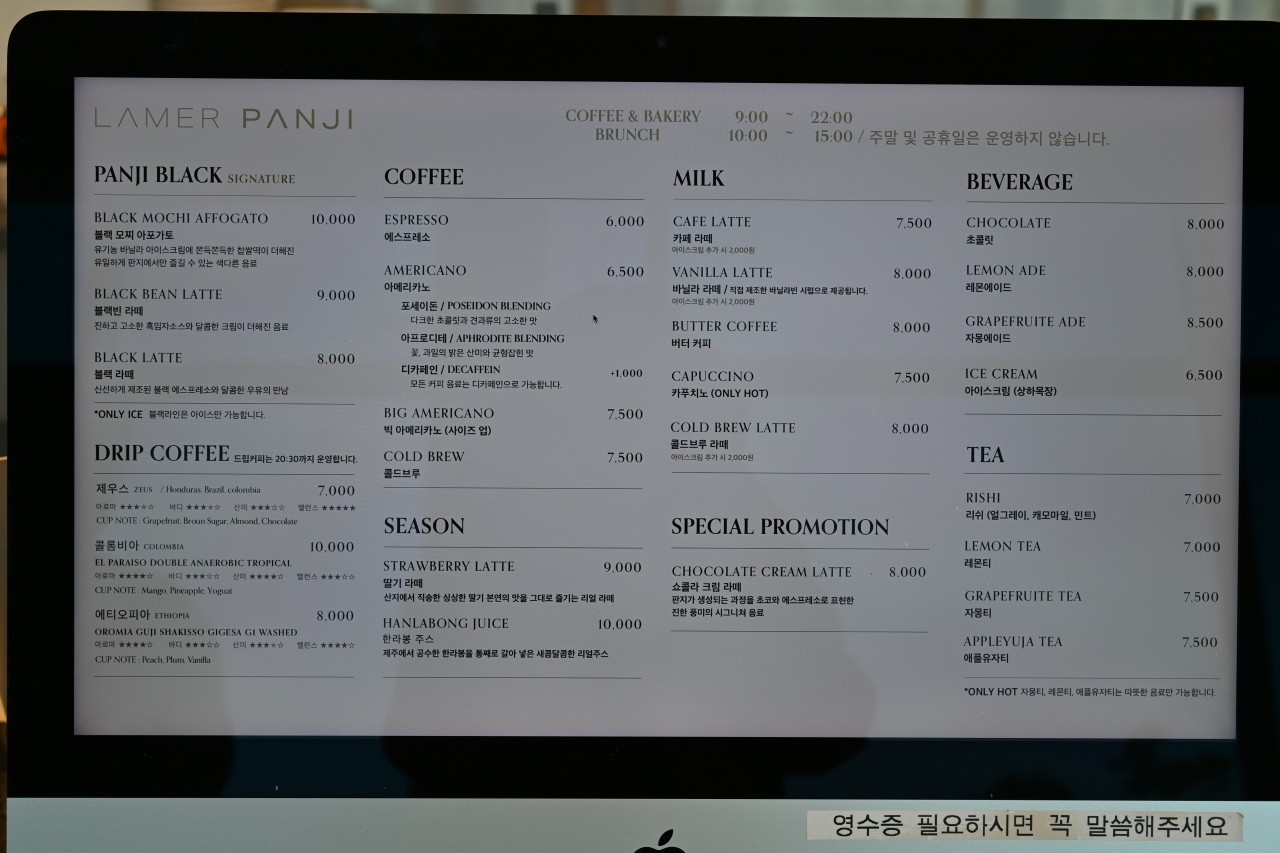 LAMER PANJI
COFFEE & BAKERY 9:00 ~ 22:00
BRUNCH 10:00 ~ 15:00 / 주말 및 공휴일은 운영하지 않습니다.
PANJI BLACK SIGNATURE
BLACK MOCHI AFFOGATO 10,000
블랙 모찌 아포가토
유기농 바닐라 아이스크림에 쫀득쫀득한 찹쌀떡이 더해진
유일하게 판지에서만 즐길 수 있는 색다른 음료
BLACK BEAN LATTE 9,000
블랙빈 라떼
진하고 고소한 흑임자소스와 달콤한 크림이 더해진 음료
BLACK LATTE 8,000
블랙 라떼
신선하게 제조된 블랙 에스프레소와 달콤한 우유의 만남
*ONLY ICE 블랙라인은 아이스만 가능합니다.
DRIP COFFEE 드립커피는 20:30까지 운영합니다.
제우스 ZEUS / Honduras, Brazil, colombia 7,000
아로마 ★★★☆☆ 바디 ★★★☆☆ 산미 ★★★☆☆ 밸런스 ★★★★★
CUP NOTE : Grapefruit, Broun Sugar, Almond, Chocolate
콜롬비아 COLOMBIA 10,000
EL PARAISO DOUBLE ANAEROBIC TROPICAL
아로마 ★★★★☆ 바디 ★★★☆☆ 산미 ★★★★☆ 밸런스 ★★★☆☆
CUP NOTE : Mango, Pineapple, Yoguat
에티오피아 ETHIOPIA 8,000
OROMIA GUJI SHAKISSO GIGESA G1 WASHED
아로마 ★★★★☆ 바디 ★★★☆☆ 산미 ★★★☆☆ 밸런스 ★★★★☆
CUP NOTE : Peach, Plum, Vanilla
COFFEE
ESPRESSO 6,000
에스프레소
AMERICANO 6,500
아메리카노
포세이돈 / POSEIDON BLENDING
다크한 초콜릿과 견과류의 고소한 맛
아프로디테 / APHRODITE BLENDING
꽃, 과일의 밝은 산미와 균형잡힌 맛
디카페인 / DECAFFEIN +1,000
모든 커피 음료는 디카페인으로 가능합니다.
BIG AMERICANO 7,500
빅 아메리카노 (사이즈 업)
COLD BREW 7,500
콜드브루
SEASON
STRAWBERRY LATTE 9,000
딸기 라떼
산지에서 직송한 싱싱한 딸기 본연의 맛을 그대로 즐기는 리얼 라떼
HANLABONG JUICE 10,000
한라봉 주스
제주에서 공수한 한라봉을 통째로 갈아 넣은 새콤달콤한 리얼주스
MILK
CAFE LATTE 7,500
카페 라떼
아이스크림 추가 시 2,000원
VANILLA LATTE 8,000
바닐라 라떼 / 직접 제조한 바닐라빈 시럽으로 제공됩니다.
아이스크림 추가 시 2,000원
BUTTER COFFEE 8,000
버터 커피
CAPUCCINO 7,500
카푸치노 (ONLY HOT)
COLD BREW LATTE 8,000
콜드브루 라떼
아이스크림 추가 시 2,000원
SPECIAL PROMOTION
CHOCOLATE CREAM LATTE 8,000
쇼콜라 크림 라떼
판지가 생성되는 과정을 초코와 에스프레소로 표현한
진한 풍미의 시그니쳐 음료
BEVERAGE
CHOCOLATE 8,000
초콜릿
LEMON ADE 8,000
레몬에이드
GRAPEFRUITE ADE 8,500
자몽에이드
ICE CREAM 6,500
아이스크림 (상하목장)
TEA
RISHI 7,000
리쉬 (얼그레이, 캐모마일, 민트)
LEMON TEA 7,000
레몬티
GRAPEFRUITE TEA 7,500
자몽티
APPLEYUJA TEA 7,500
애플유자티
*ONLY HOT 자몽티, 레몬티, 애플유자티는 따뜻한 음료만 가능합니다.
영수증 필요하시면 꼭 말씀해주세요